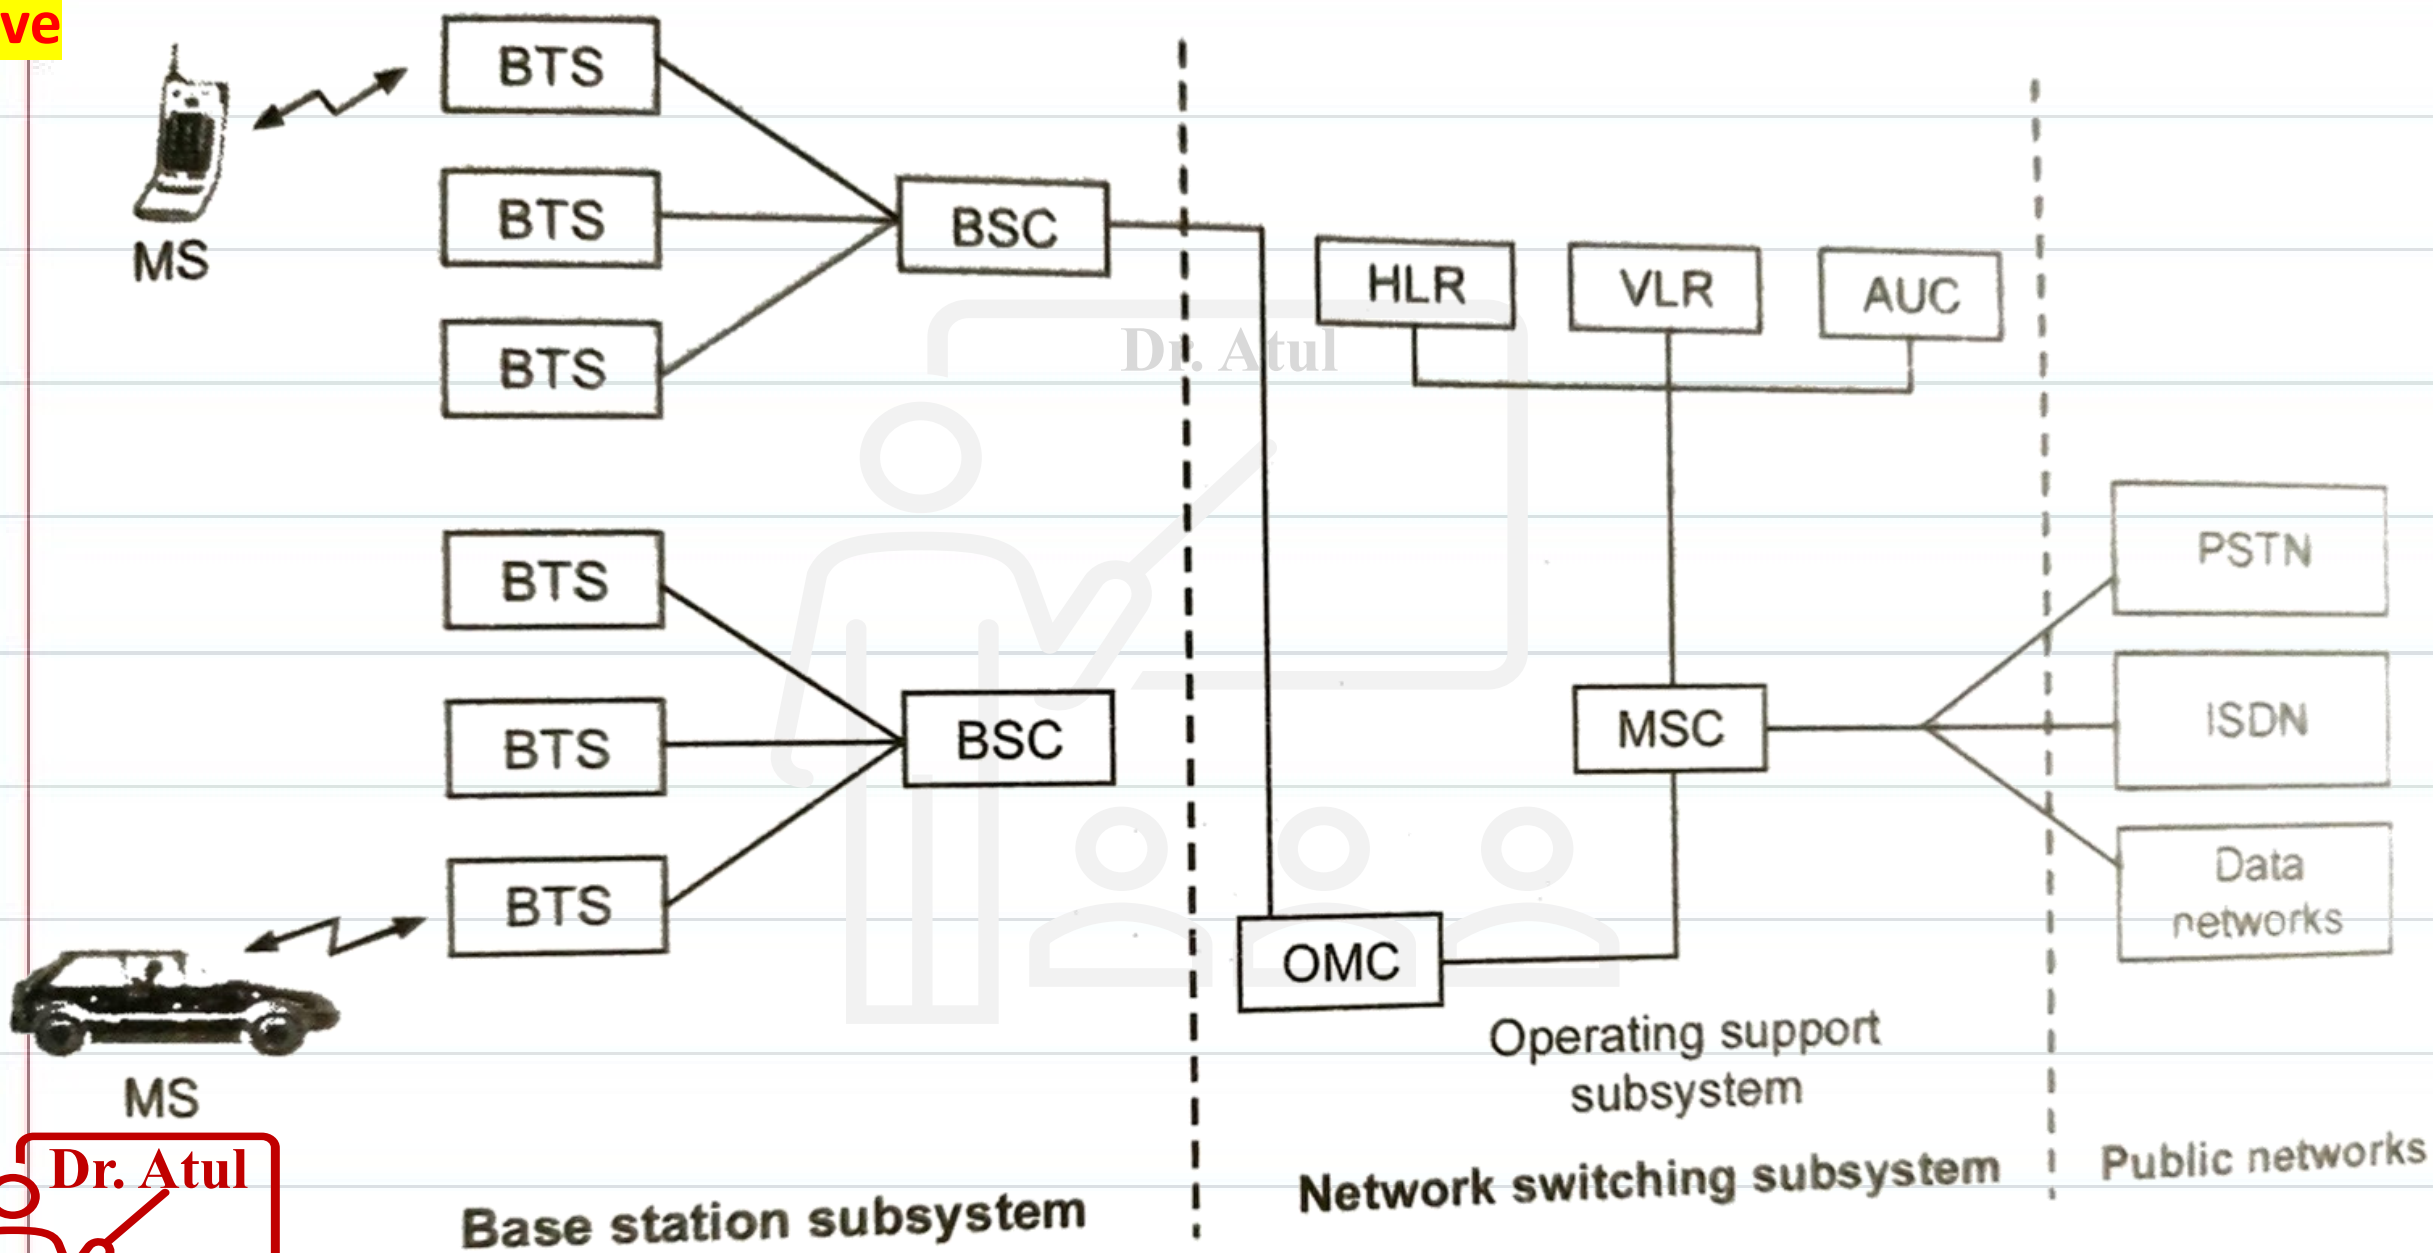 ve
BTS
BTS
BTS
MS
BSC
HLR
VLR
AUC
Dr. Atul
BTS
BTS
BTS
BSC
MS
MSC
OMC
PSTN
ISDN
Data
networks
Operating support
subsystem
Dr. Atul
Base station subsystem
Network switching subsystem
Public networks